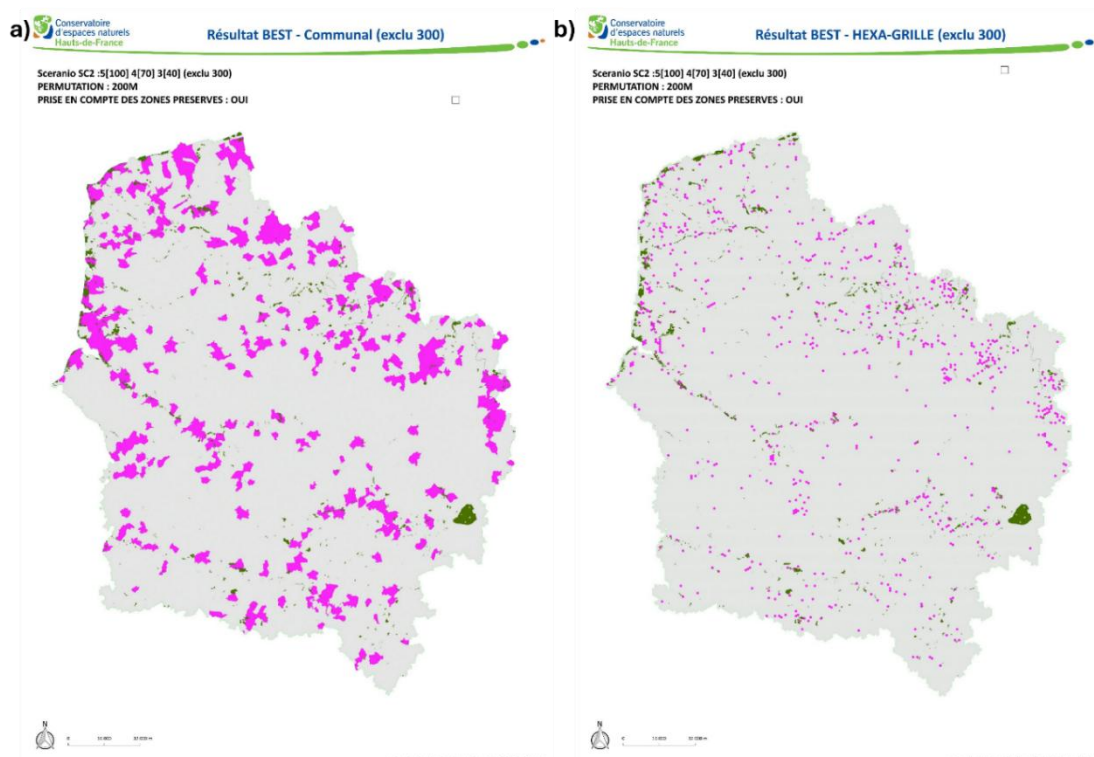 a)
Conservatoire
d'espaces naturels
Hauts-de-France
Résultat BEST - Communal (exclu 300)
Sceranio SC2 :5[100] 4[70] 3[40] (exclu 300)
PERMUTATION : 200M
PRISE EN COMPTE DES ZONES PRESERVES : OUI
N
0
b)
Conservatoire
d'espaces naturels
Hauts-de-France
Résultat BEST - HEXA-GRILLE (exclu 300)
Sceranio SC2 :5[100] 4[70] 3[40] (exclu 300)
PERMUTATION : 200M
PRISE EN COMPTE DES ZONES PRESERVES : OUI
N
0